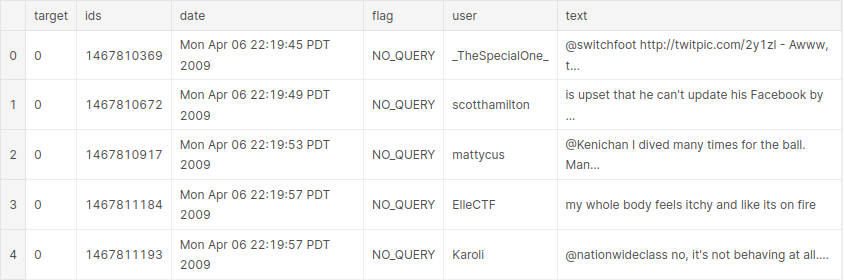 target ids date flag user text
0 0 1467810369 Mon Apr 06 22:19:45 PDT 2009 NO_QUERY _TheSpecialOne_ @switchfoot http://twitpic.com/2y1zl - Awww, t...
1 0 1467810672 Mon Apr 06 22:19:49 PDT 2009 NO_QUERY scotthamilton is upset that he can't update his Facebook by ...
2 0 1467810917 Mon Apr 06 22:19:53 PDT 2009 NO_QUERY mattycus @Kenichan I dived many times for the ball. Man...
3 0 1467811184 Mon Apr 06 22:19:57 PDT 2009 NO_QUERY ElleCTF my whole body feels itchy and like its on fire
4 0 1467811193 Mon Apr 06 22:19:57 PDT 2009 NO_QUERY Karoli @nationwideclass no, it's not behaving at all....